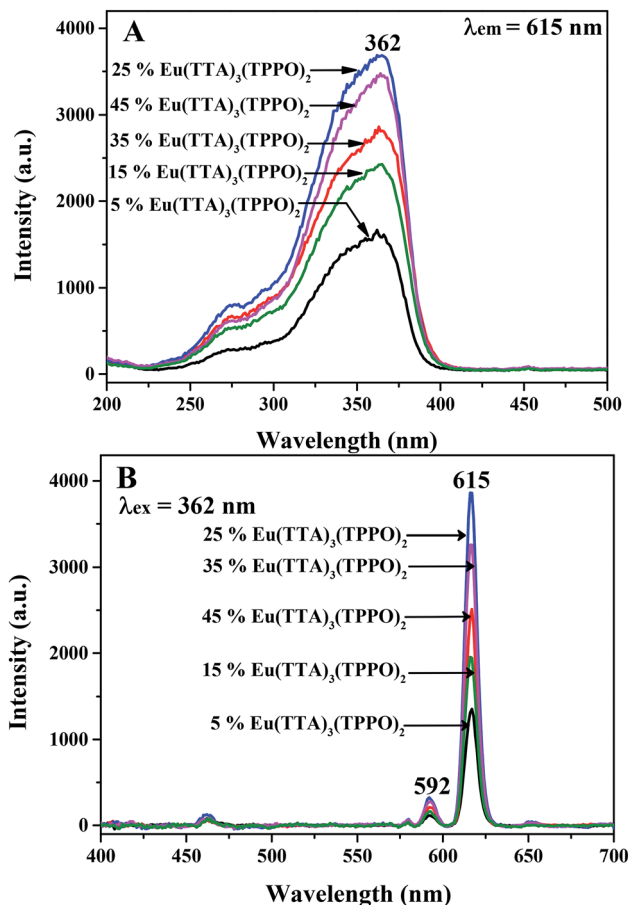 A
λem = 615 nm
362
25 % Eu(TTA)₃(TPPO)₂
45 % Eu(TTA)₃(TPPO)₂
35 % Eu(TTA)₃(TPPO)₂
15 % Eu(TTA)₃(TPPO)₂
5 % Eu(TTA)₃(TPPO)₂
Intensity (a.u.)
4000
3000
2000
1000
0
200 250 300 350 400 450 500
Wavelength (nm)
B
λex = 362 nm
615
25 % Eu(TTA)₃(TPPO)₂
35 % Eu(TTA)₃(TPPO)₂
45 % Eu(TTA)₃(TPPO)₂
15 % Eu(TTA)₃(TPPO)₂
5 % Eu(TTA)₃(TPPO)₂
592
Intensity (a.u.)
4000
3000
2000
1000
0
400 450 500 550 600 650 700
Wavelength (nm)